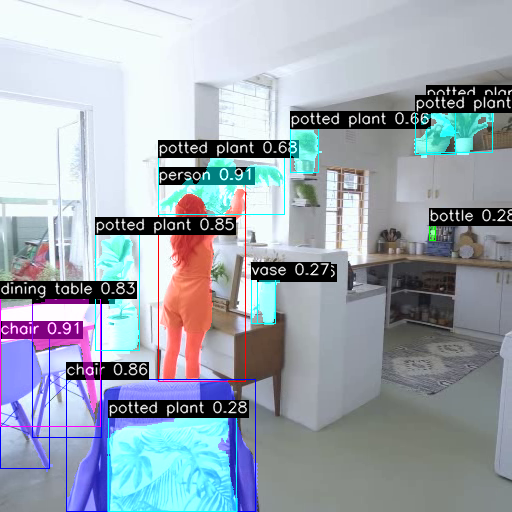 potted plant
potted plant
potted plant 0.66
potted plant 0.68
person 0.91
bottle 0.28
potted plant 0.85
vase 0.27
dining table 0.83
chair 0.91
chair 0.86
potted plant 0.28